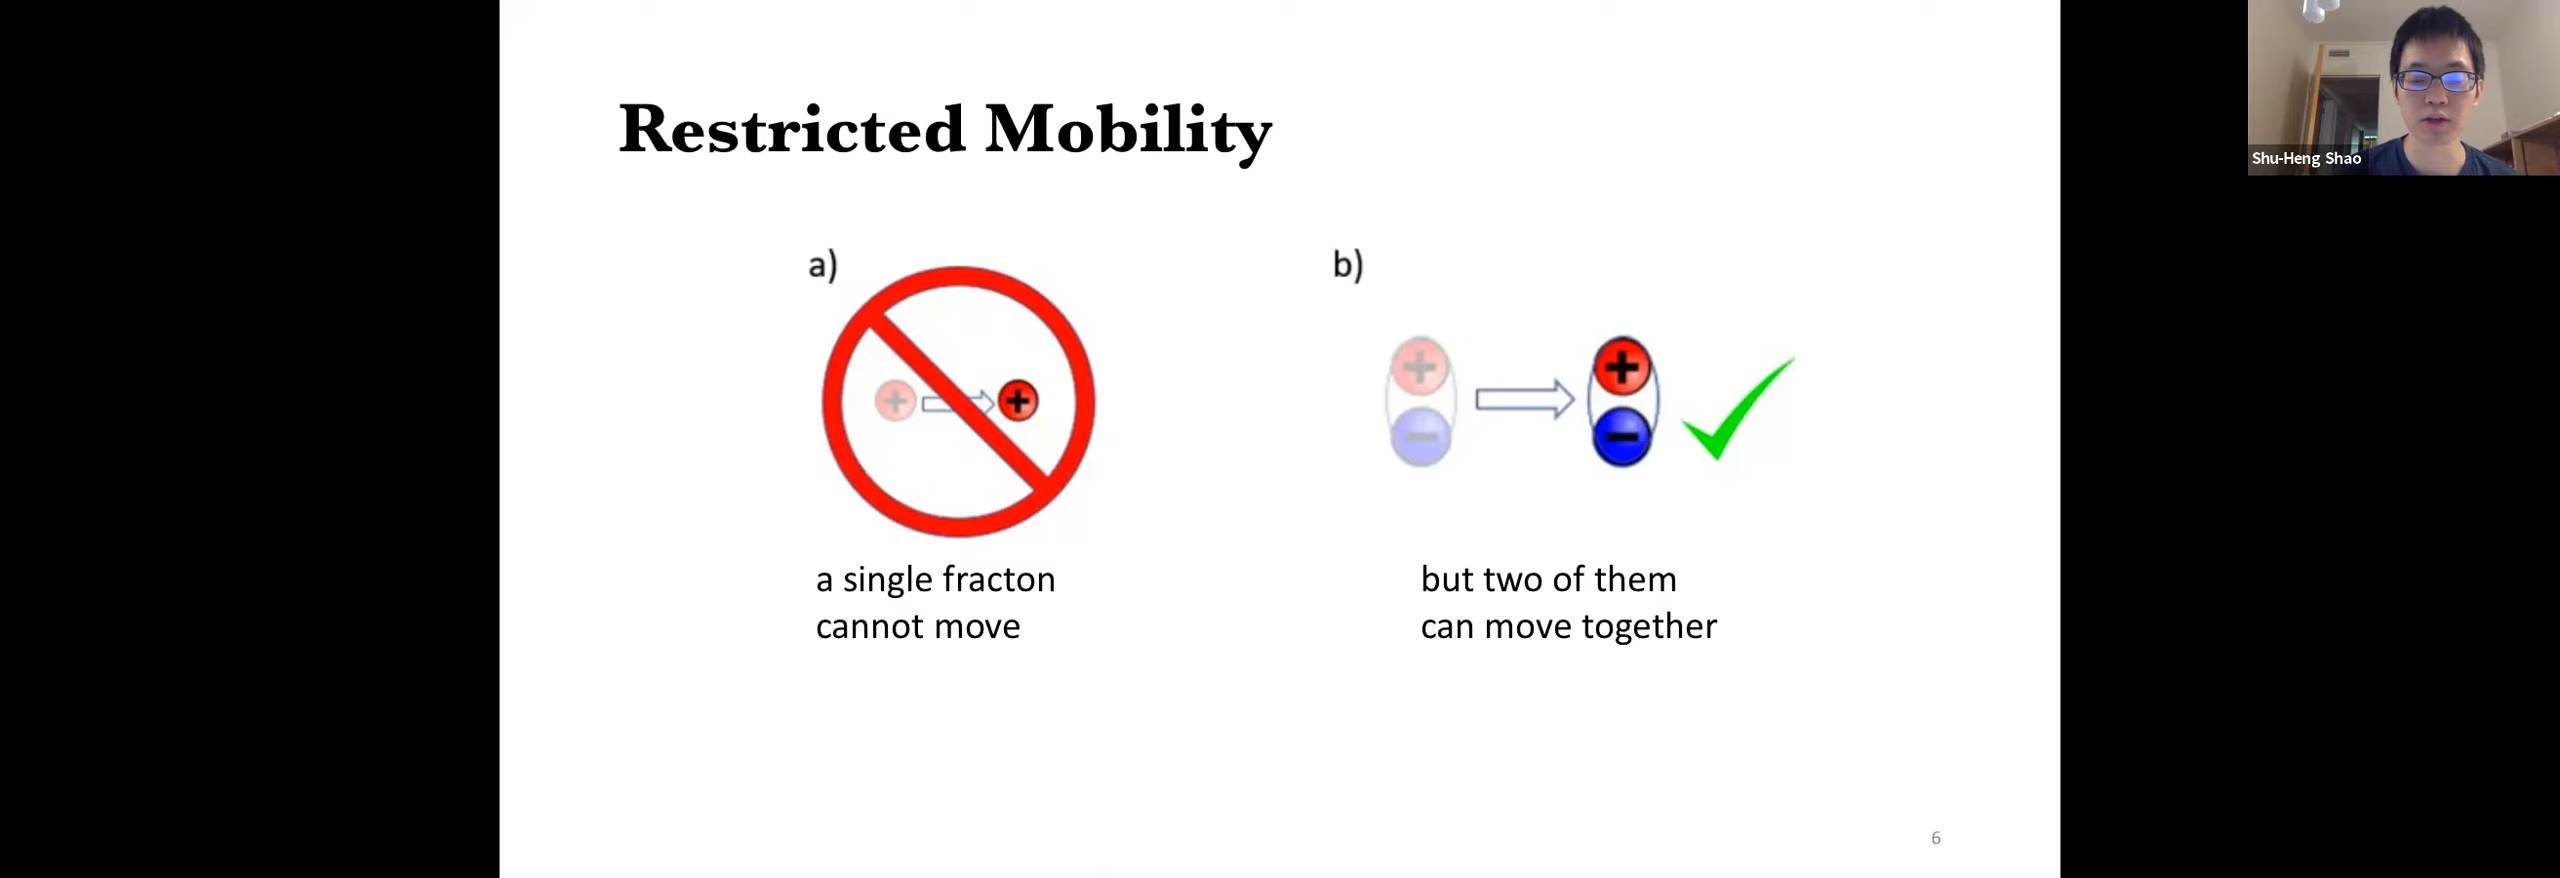 Restricted Mobility
a)
+
+
a single fracton
cannot move
b)
+
−
+
−
but two of them
can move together
6
Shu-Heng Shao